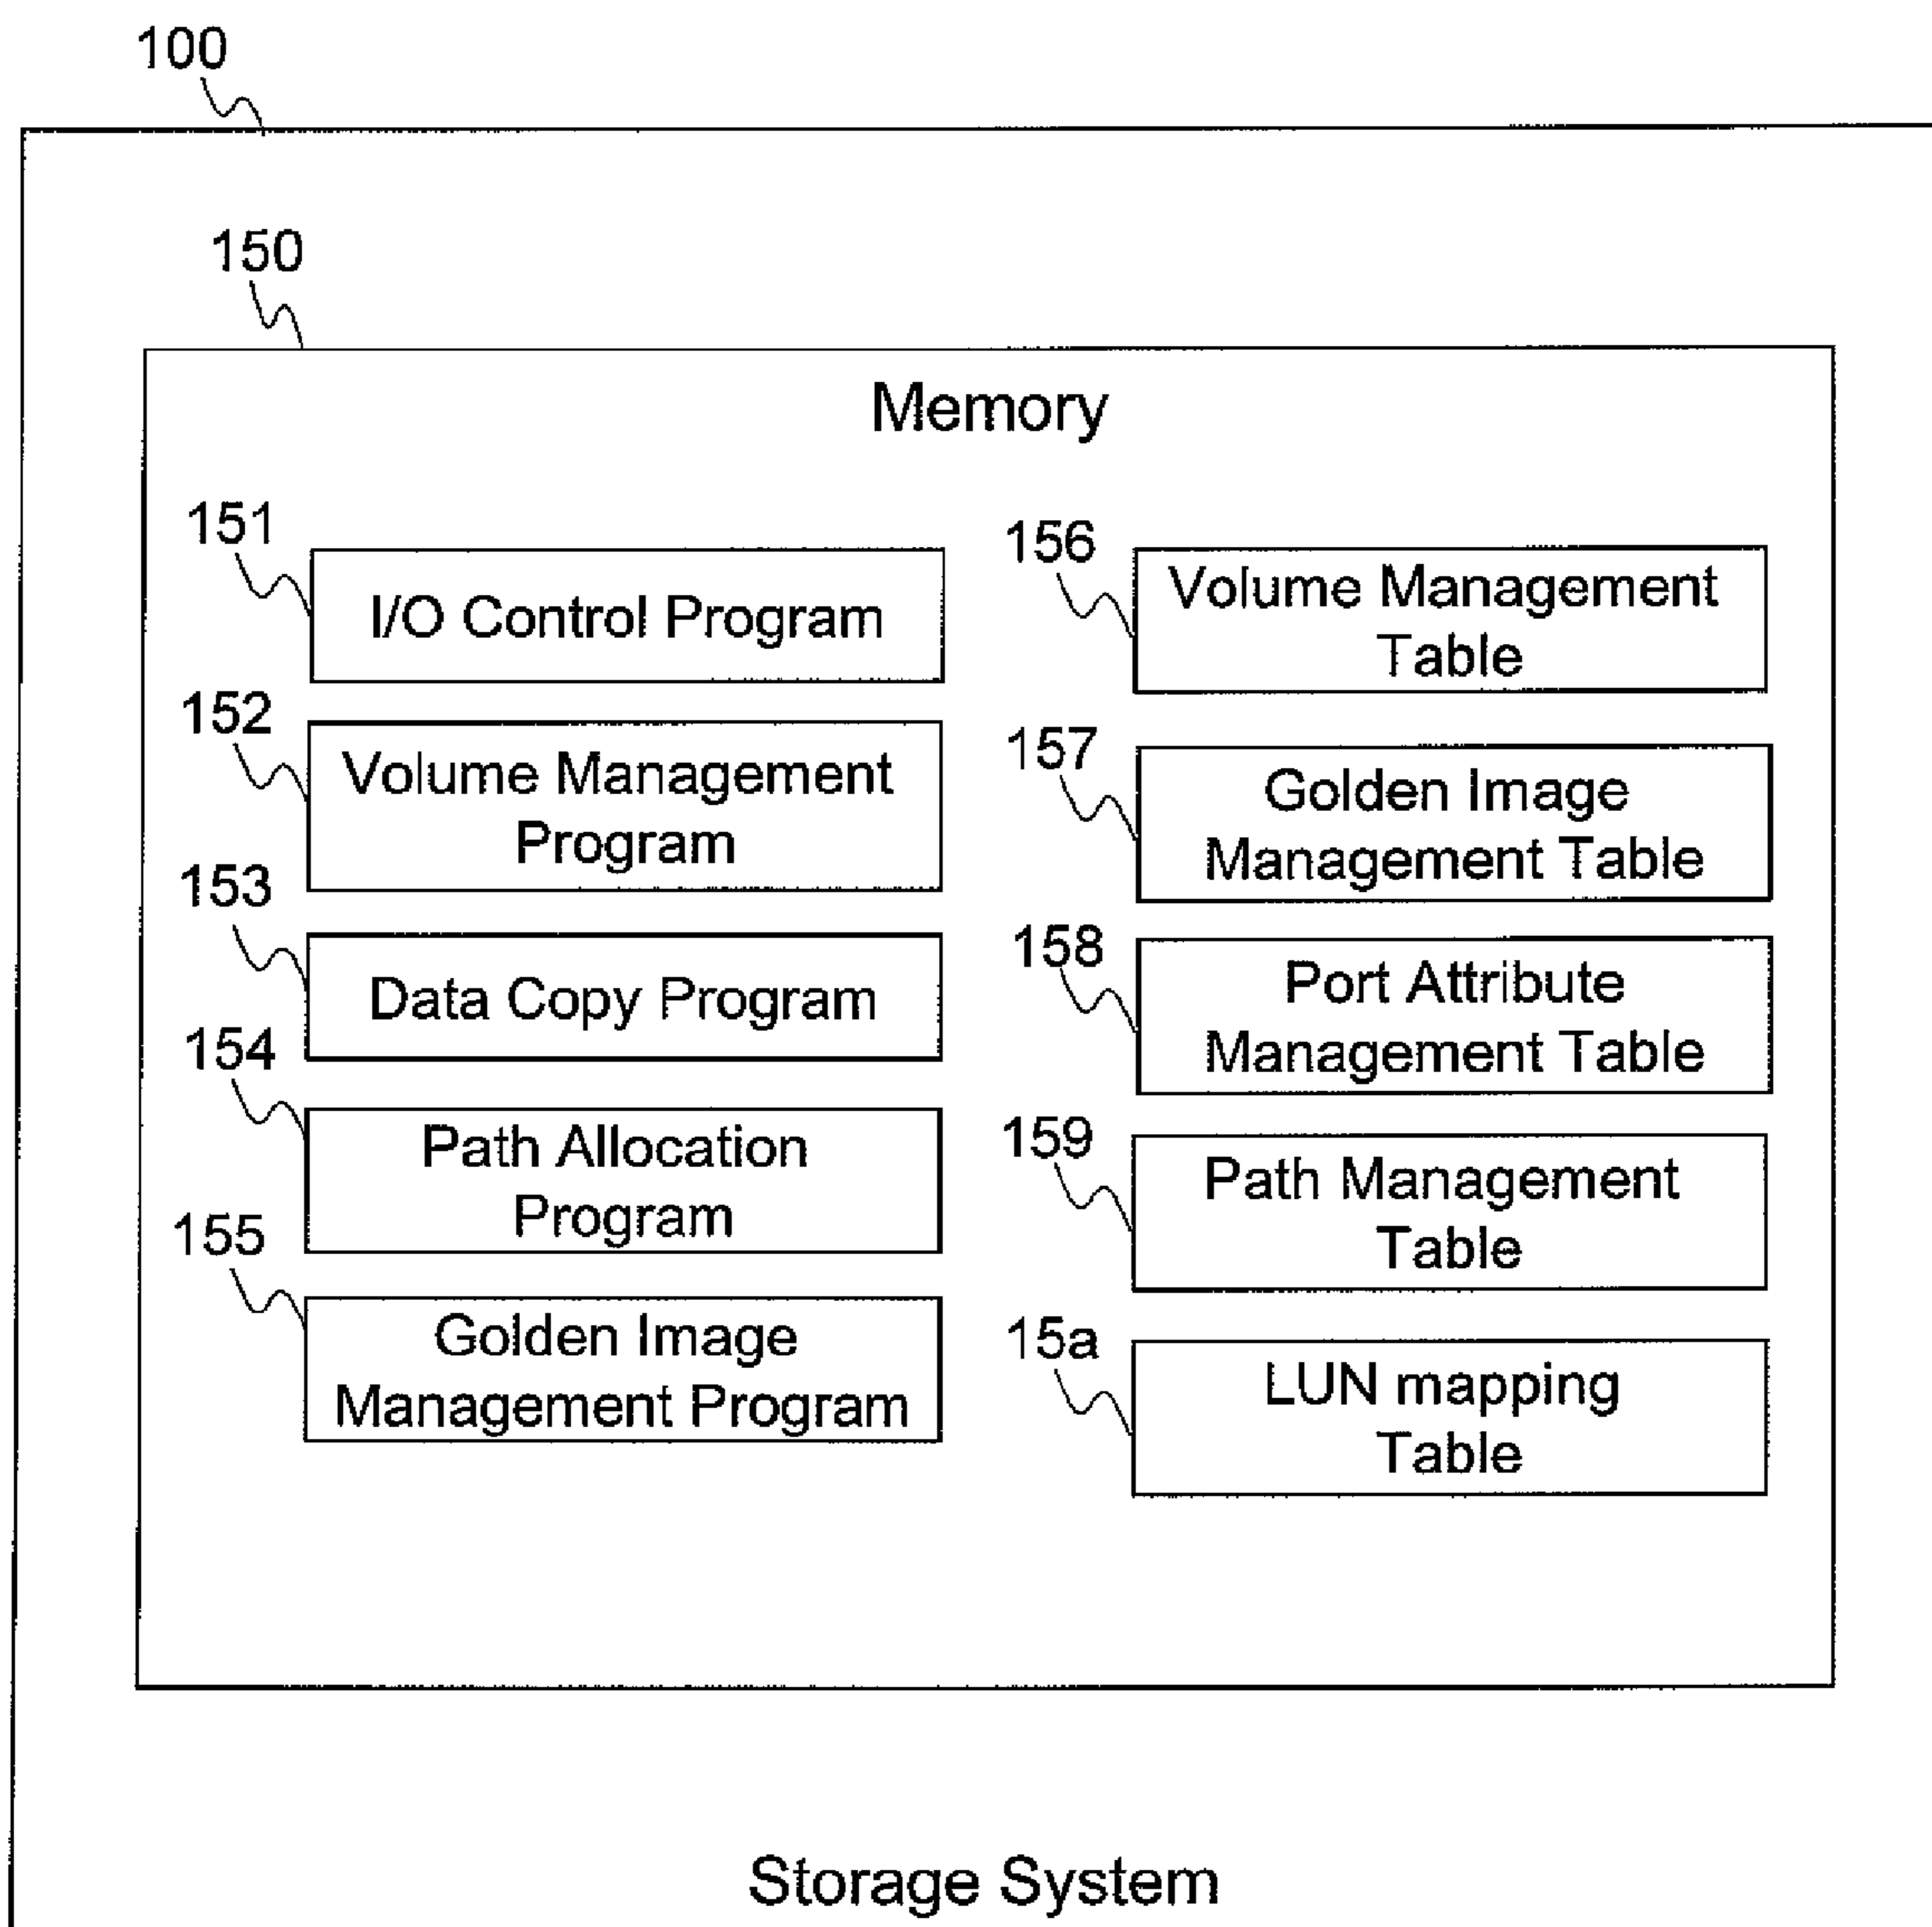 100
150
Memory
151
I/O Control Program
152
Volume Management
Program
153
Data Copy Program
154
Path Allocation
Program
155
Golden Image
Management Program
156
Volume Management
Table
157
Golden Image
Management Table
158
Port Attribute
Management Table
159
Path Management
Table
15a
LUN mapping
Table
Storage System